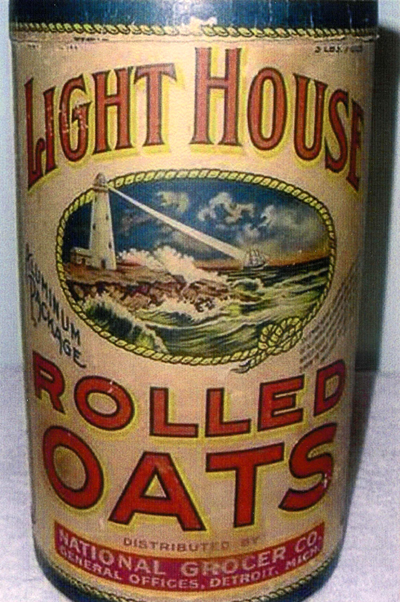 LIGHT HOUSE
ALUMINUM
PACKAGE
ROLLED
OATS
DISTRIBUTED BY
NATIONAL GROCER CO.
GENERAL OFFICES, DETROIT, MICH.